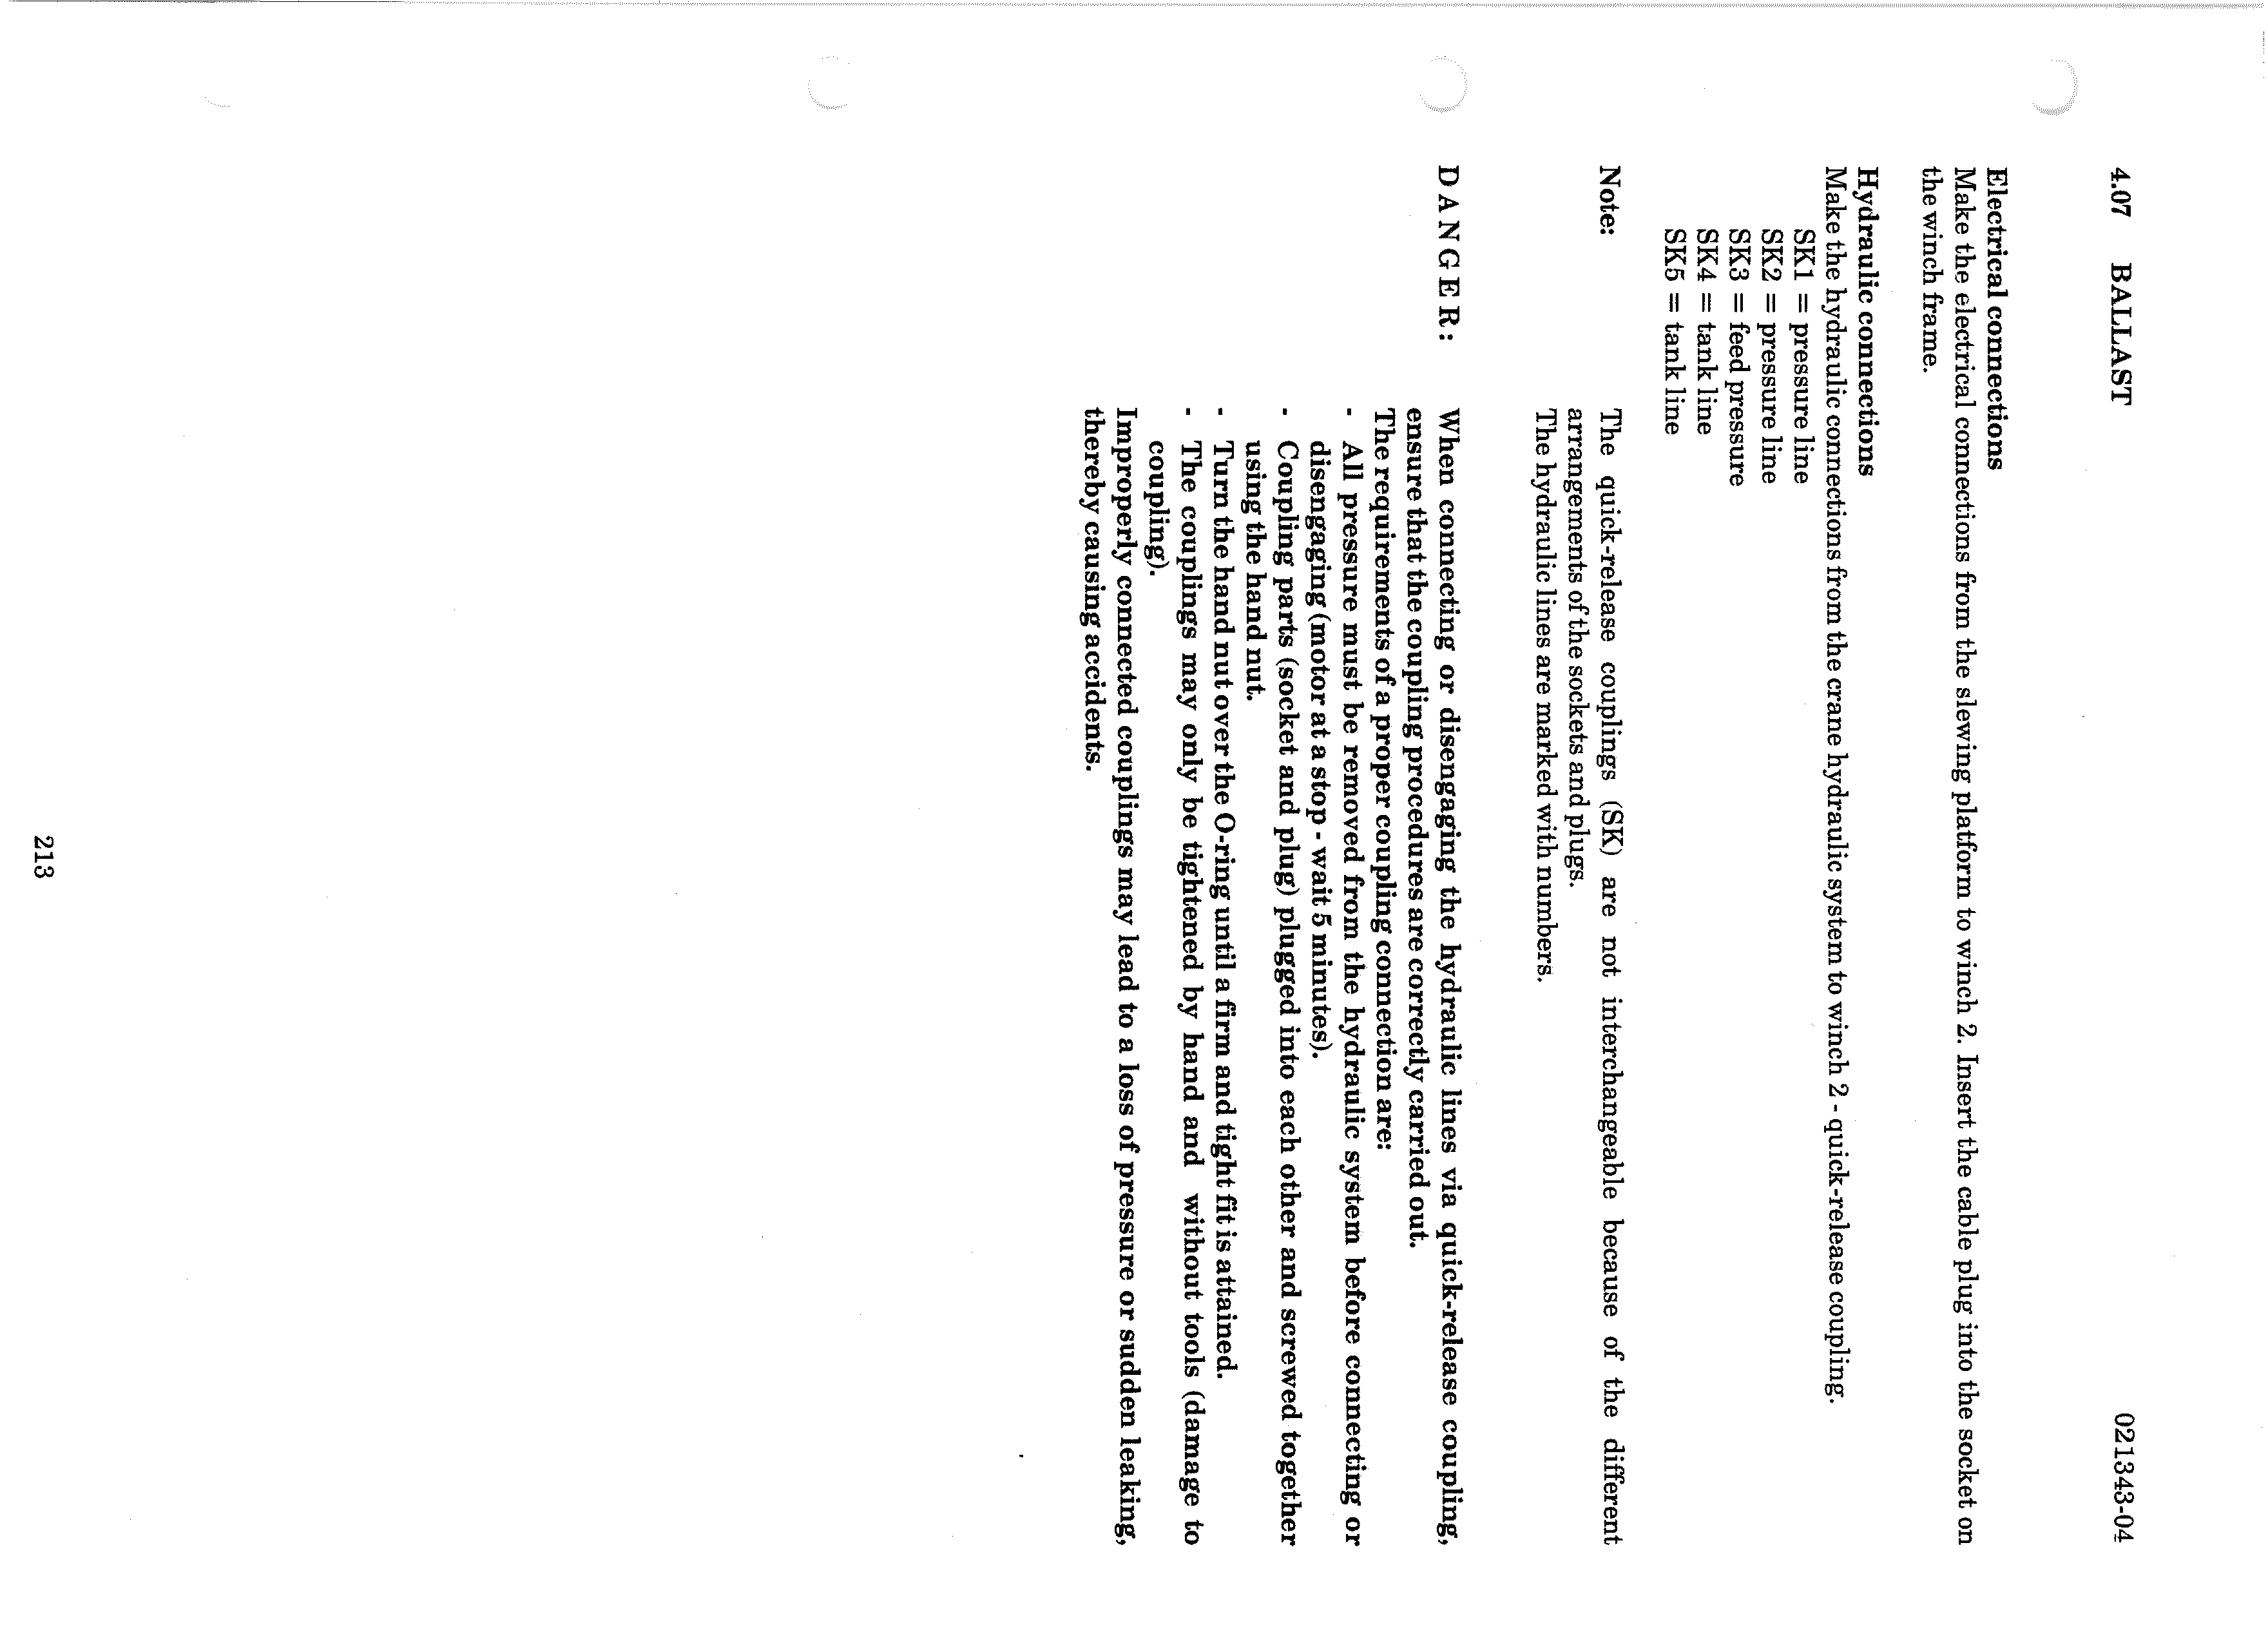 4.07 BALLAST 021343-04
Electrical connections
Make the electrical connections from the slewing platform to winch 2. Insert the cable plug into the socket on
the winch frame.
Hydraulic connections
Make the hydraulic connections from the crane hydraulic system to winch 2 - quick-release coupling.
SK1 = pressure line
SK2 = pressure line
SK3 = feed pressure
SK4 = tank line
SK5 = tank line
Note: The quick-release couplings (SK) are not interchangeable because of the different
arrangements of the sockets and plugs.
The hydraulic lines are marked with numbers.
DANGER: When connecting or disengaging the hydraulic lines via quick-release coupling,
ensure that the coupling procedures are correctly carried out.
The requirements of a proper coupling connection are:
- All pressure must be removed from the hydraulic system before connecting or
disengaging (motor at a stop - wait 5 minutes).
- Coupling parts (socket and plug) plugged into each other and screwed together
using the hand nut.
- Turn the hand nut over the O-ring until a firm and tight fit is attained.
- The couplings may only be tightened by hand and without tools (damage to
coupling).
Improperly connected couplings may lead to a loss of pressure or sudden leaking,
thereby causing accidents.
213